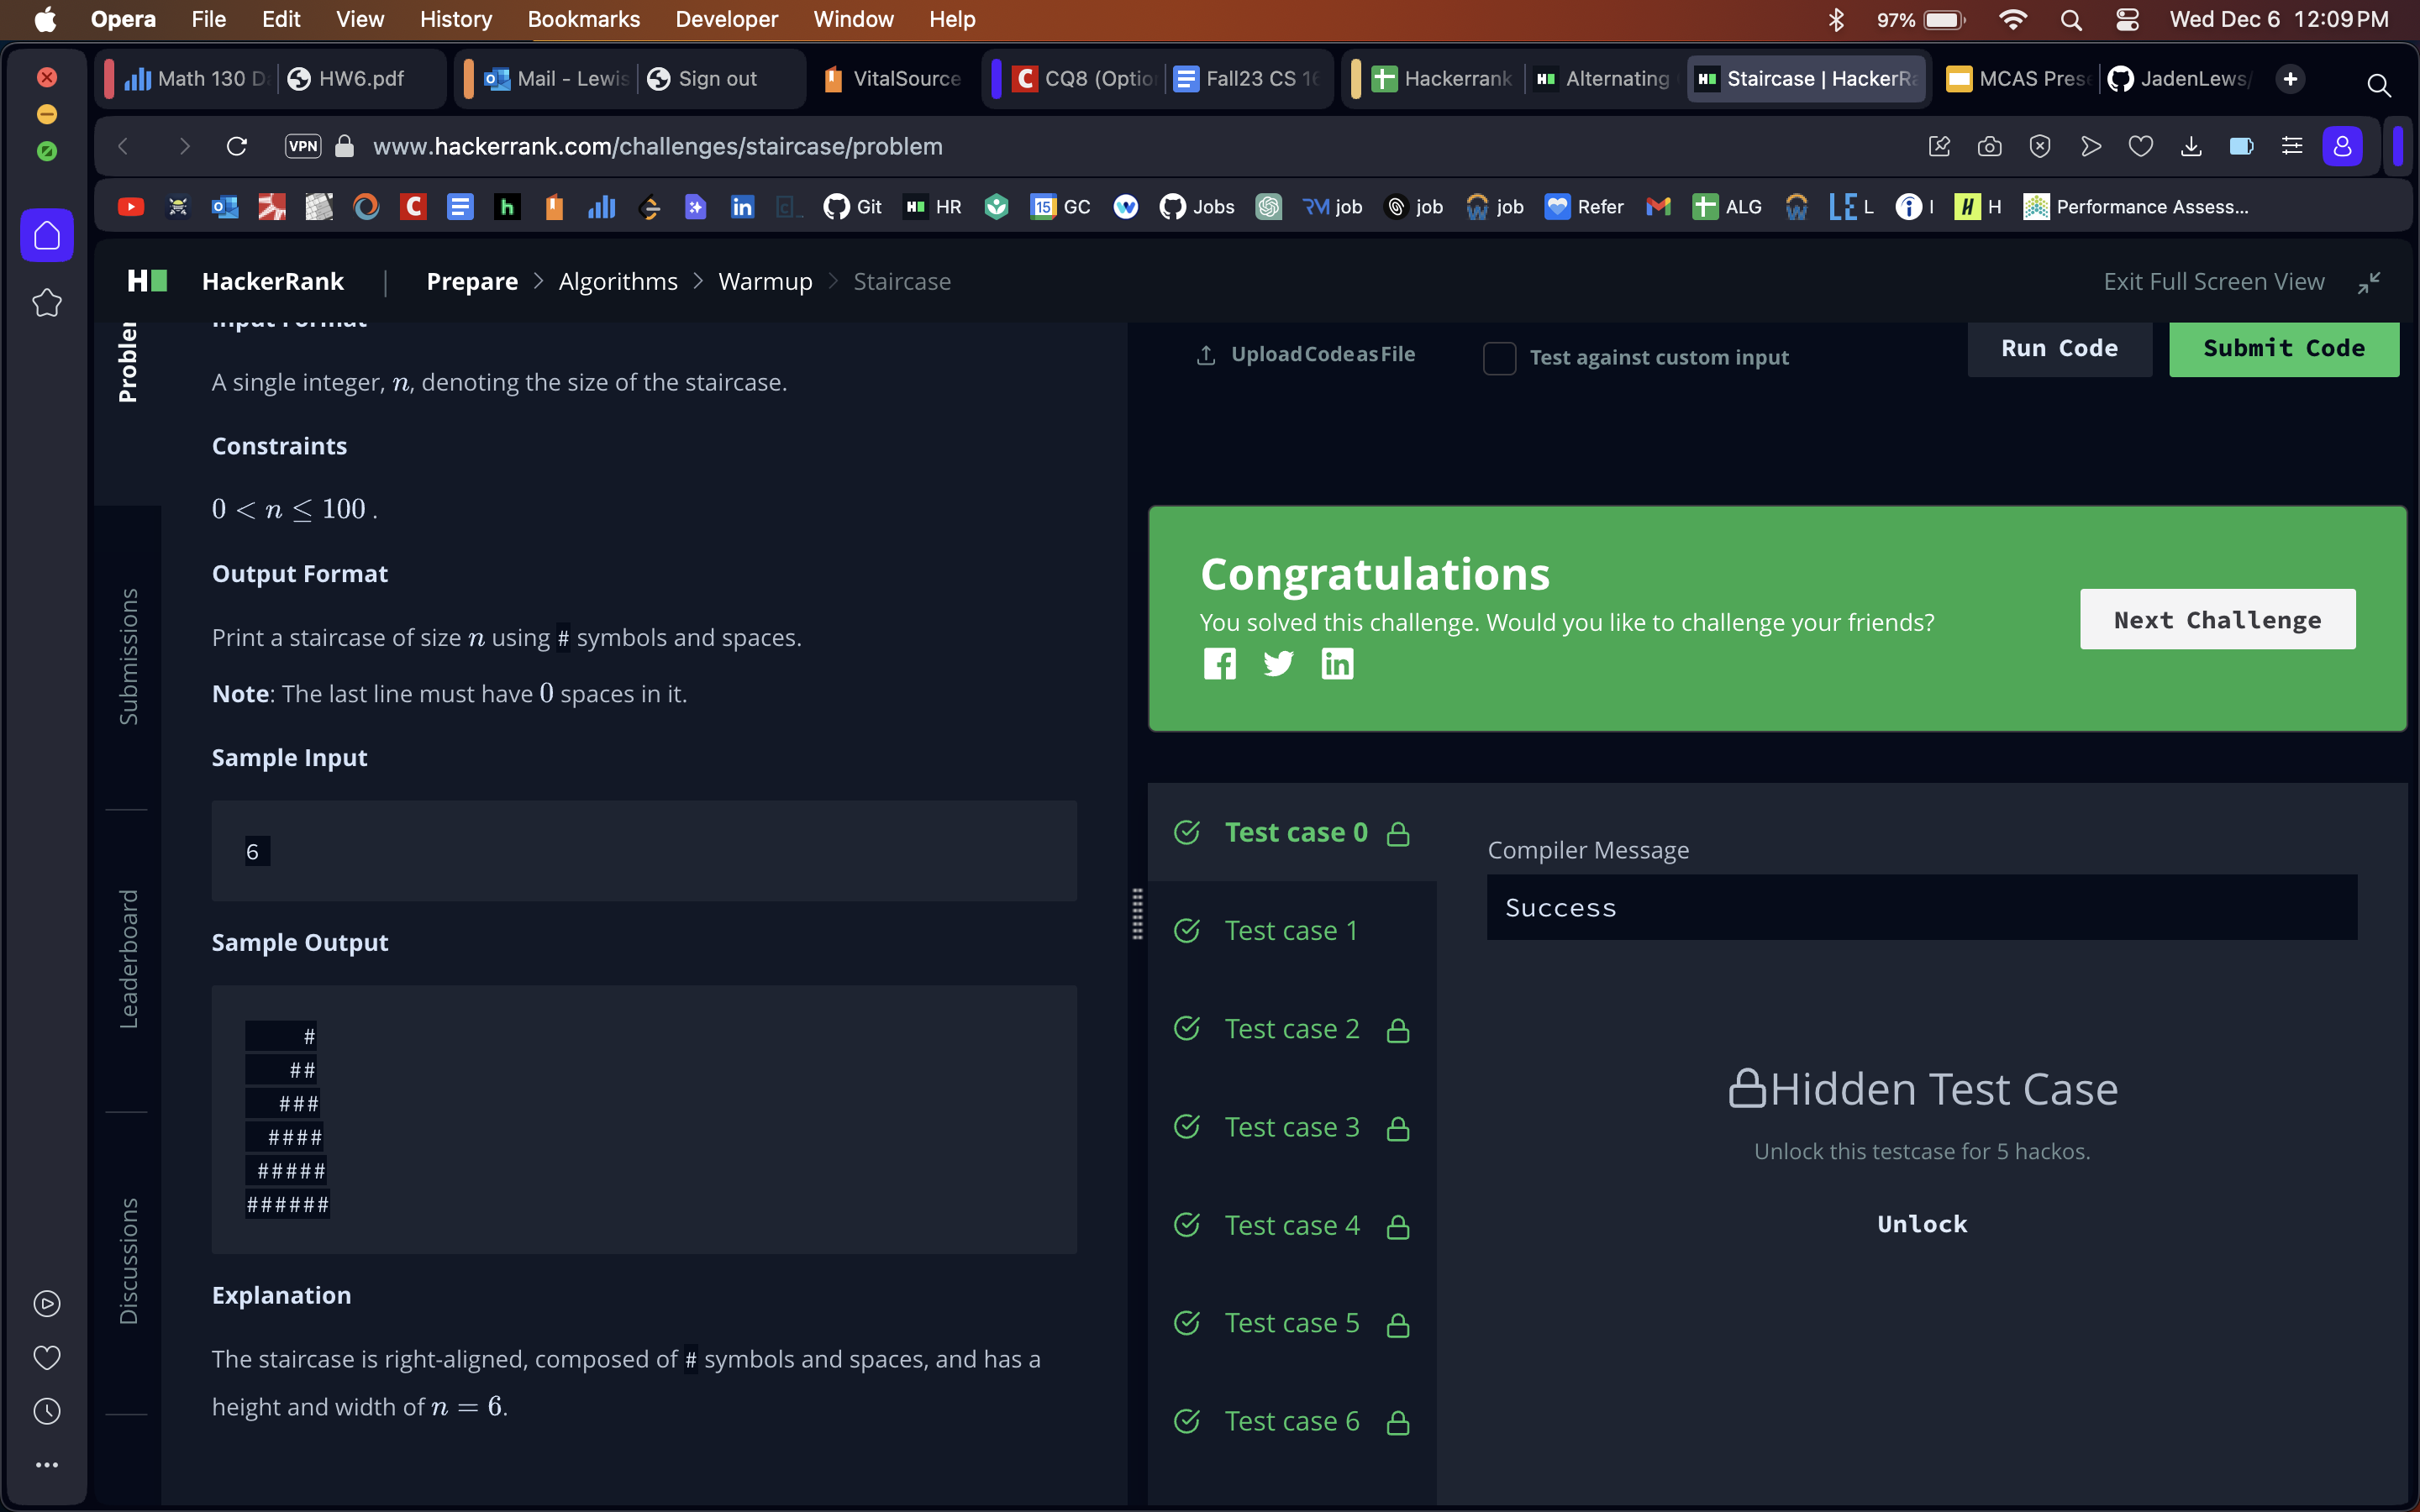 Opera File Edit View History Bookmarks Developer Window Help 97% Wed Dec 6 12:09 PM
Math 130 D HW6.pdf Mail - Lewis Sign out VitalSource CQ8 (Optio Fall23 CS 16 Hackerrank Alternating Staircase | HackerRa MCAS Prese JadenLews/
VPN www.hackerrank.com/challenges/staircase/problem
Git HR GC Jobs job job job Refer ALG L I H Performance Assess...
HackerRank | Prepare > Algorithms > Warmup > Staircase Exit Full Screen View
Problem
Submissions
Leaderboard
Discussions
Input Format
A single integer, n, denoting the size of the staircase.
Constraints
0 < n ≤ 100 .
Output Format
Print a staircase of size n using # symbols and spaces.
Note: The last line must have 0 spaces in it.
Sample Input
6
Sample Output
     #
    ##
   ###
  ####
 #####
######
Explanation
The staircase is right-aligned, composed of # symbols and spaces, and has a
height and width of n = 6.
Upload Code as File Test against custom input Run Code Submit Code
Congratulations
You solved this challenge. Would you like to challenge your friends?
Next Challenge
Test case 0
Test case 1
Test case 2
Test case 3
Test case 4
Test case 5
Test case 6
Compiler Message
Success
Hidden Test Case
Unlock this testcase for 5 hackos.
Unlock